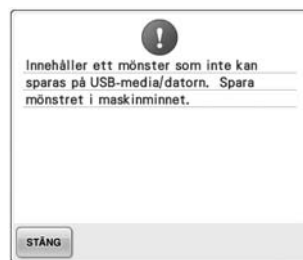 Innehåller ett mönster som inte kan
sparas på USB-media/datorn. Spara
mönstret i maskinminnet.
STÄNG